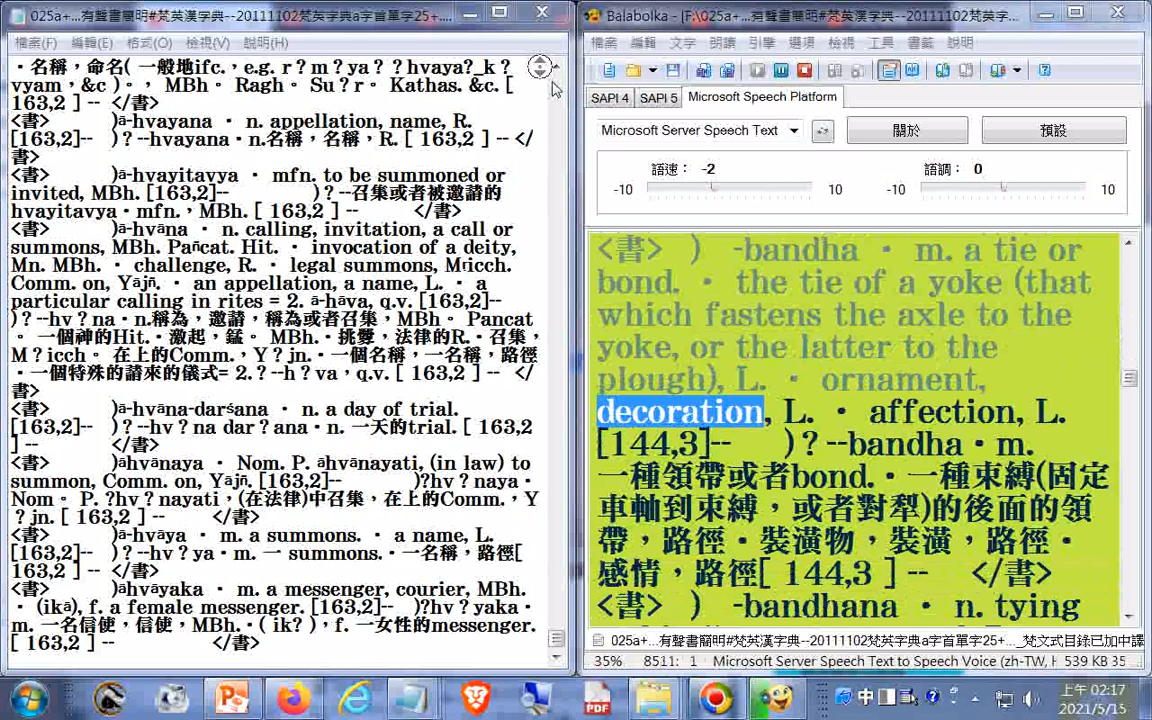 025a+....有聲書簡明#梵英漢字典--20111102梵英字典a字首單字25+....
檔案(F) 編輯(E) 格式(O) 檢視(V) 說明(H)
•名稱，命名( 一般地ifc., e.g. r?m?ya??hvaya?_k?
vyam，&c )。， MBh。Ragh。Su?r。Kathas. &c. [
163,2 ] -- </書>
<書> )ā-hvayana • n. appellation, name, R.
[163,2]-- )? --hvayana•n.名稱，名稱，R. [ 163,2 ] -- </
書>
<書> )ā-hvayitavya • mfn. to be summoned or
invited, MBh. [163,2]-- )? --召集或者被邀請的
hvayitavya•mfn.，MBh. [ 163,2 ] -- </書>
<書> )ā-hvāna • n. calling, invitation, a call or
summons, MBh. Pañcat. Hit. • invocation of a deity,
Mn. MBh. • challenge, R. • legal summons, Mṛicch.
Comm. on, Yājñ. • an appellation, a name, L. • a
particular calling in rites = 2. ā-hāva, q.v. [163,2]--
)? --hv?na•n.稱為，邀請，稱為或者召集，MBh。Pancat
。一個神的Hit.•激起，錳。MBh.•挑釁，法律的R.•召集，
M?icch。 在上的Comm.，Y?jn.•一個名稱，一名稱，路徑
•一個特殊的請來的儀式= 2.? --h?va, q.v. [ 163,2 ] -- </
書>
<書> )ā-hvāna-darśana • n. a day of trial.
[163,2]-- )? --hv?na dar?ana•n. 一天的trial. [ 163,2
] -- </書>
<書> )āhvānaya • Nom. P. āhvānayati, (in law) to
summon, Comm. on, Yājñ. [163,2]-- )?hv?naya•
Nom。P. ?hv?nayati，(在法律)中召集，在上的Comm.，Y
?jn. [ 163,2 ] -- </書>
<書> )ā-hvāya • m. a summons. • a name, L.
[163,2]-- )? --hv?ya•m. 一 summons.•一名稱，路徑[
163,2 ] -- </書>
<書> )āhvāyaka • m. a messenger, courier, MBh.
• (ikā), f. a female messenger. [163,2]-- )?hv?yaka•
m. 一名信使，信使，MBh.•( ik?)，f. 一女性的messenger.
[ 163,2 ] -- </書>
Balabolka - [F:\025a+....有聲書簡明#梵英漢字典--20111102梵英字...
檔案 編輯 文字 朗讀 引擎 選項 檢視 工具 書籤 說明
SAPI 4 SAPI 5 Microsoft Speech Platform
Microsoft Server Speech Text 關於 預設
語速： -2 語調： 0
-10 10 -10 10
<書> ) -bandha • m. a tie or
bond. • the tie of a yoke (that
which fastens the axle to the
yoke, or the latter to the
plough), L. • ornament,
decoration, L. • affection, L.
[144,3]-- )? --bandha•m.
一種領帶或者bond.•一種束縛(固定
車軸到束縛，或者對犁)的後面的領
帶，路徑•裝潢物，裝潢，路徑•
感情，路徑[ 144,3 ] -- </書>
<書> ) -bandhana • n. tying
025a+....有聲書簡明#梵英漢字典--20111102梵英字典a字首單字25+...._梵文式目錄已加中譯
35% 8511: 1 Microsoft Server Speech Text to Speech Voice (zh-TW, H 539 KB 35
中
上午 02:17
2021/5/15